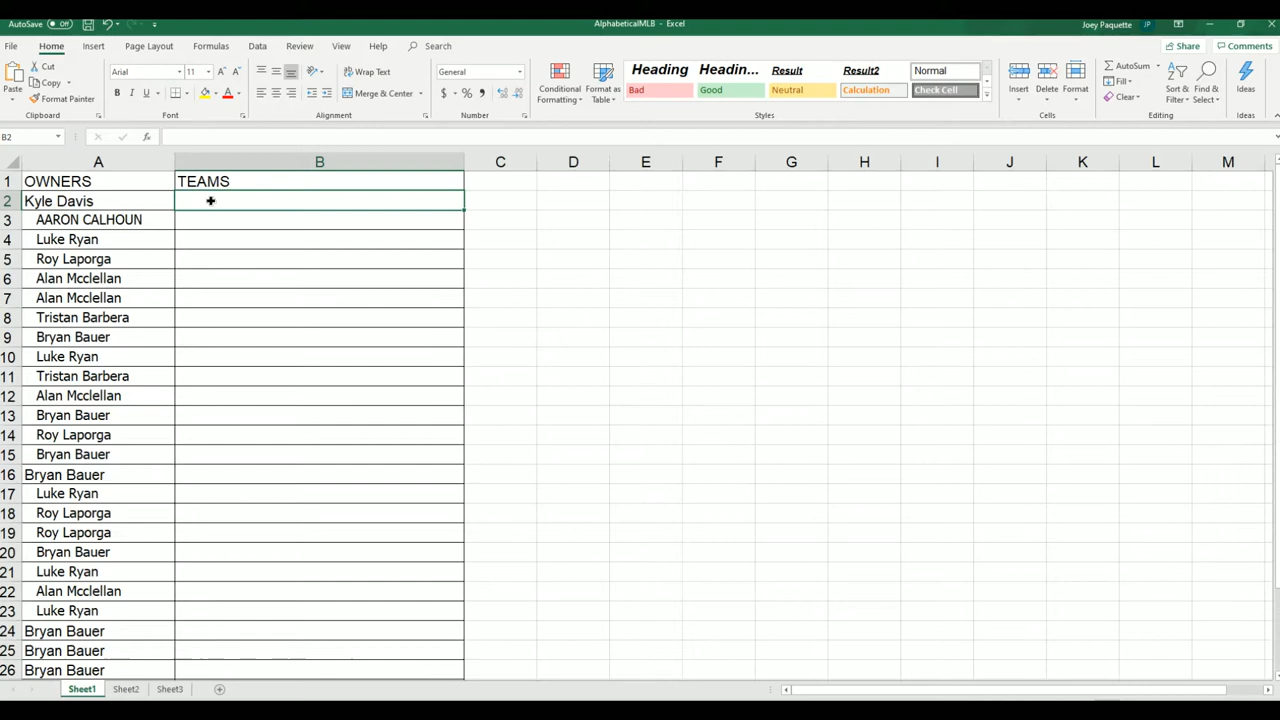 AutoSave Off
AlphabeticalMLB - Excel
Joey Paquette JP
File Home Insert Page Layout Formulas Data Review View Help Search
Share Comments
Paste
Cut
Copy
Format Painter
Clipboard
Arial 11
B I U
Font
Wrap Text
Merge & Center
Alignment
General
$ %
Number
Conditional Formatting
Format as Table
Heading Headin... Result Result2 Normal
Bad Good Neutral Calculation Check Cell
Styles
Insert Delete Format
Cells
AutoSum
Fill
Clear
Sort & Filter
Find & Select
Editing
Ideas
Ideas
B2 fx
A B C D E F G H I J K L M
1 OWNERS TEAMS
2 Kyle Davis
3 AARON CALHOUN
4 Luke Ryan
5 Roy Laporga
6 Alan Mcclellan
7 Alan Mcclellan
8 Tristan Barbera
9 Bryan Bauer
10 Luke Ryan
11 Tristan Barbera
12 Alan Mcclellan
13 Bryan Bauer
14 Roy Laporga
15 Bryan Bauer
16 Bryan Bauer
17 Luke Ryan
18 Roy Laporga
19 Roy Laporga
20 Bryan Bauer
21 Luke Ryan
22 Alan Mcclellan
23 Luke Ryan
24 Bryan Bauer
25 Bryan Bauer
26 Bryan Bauer
Sheet1 Sheet2 Sheet3